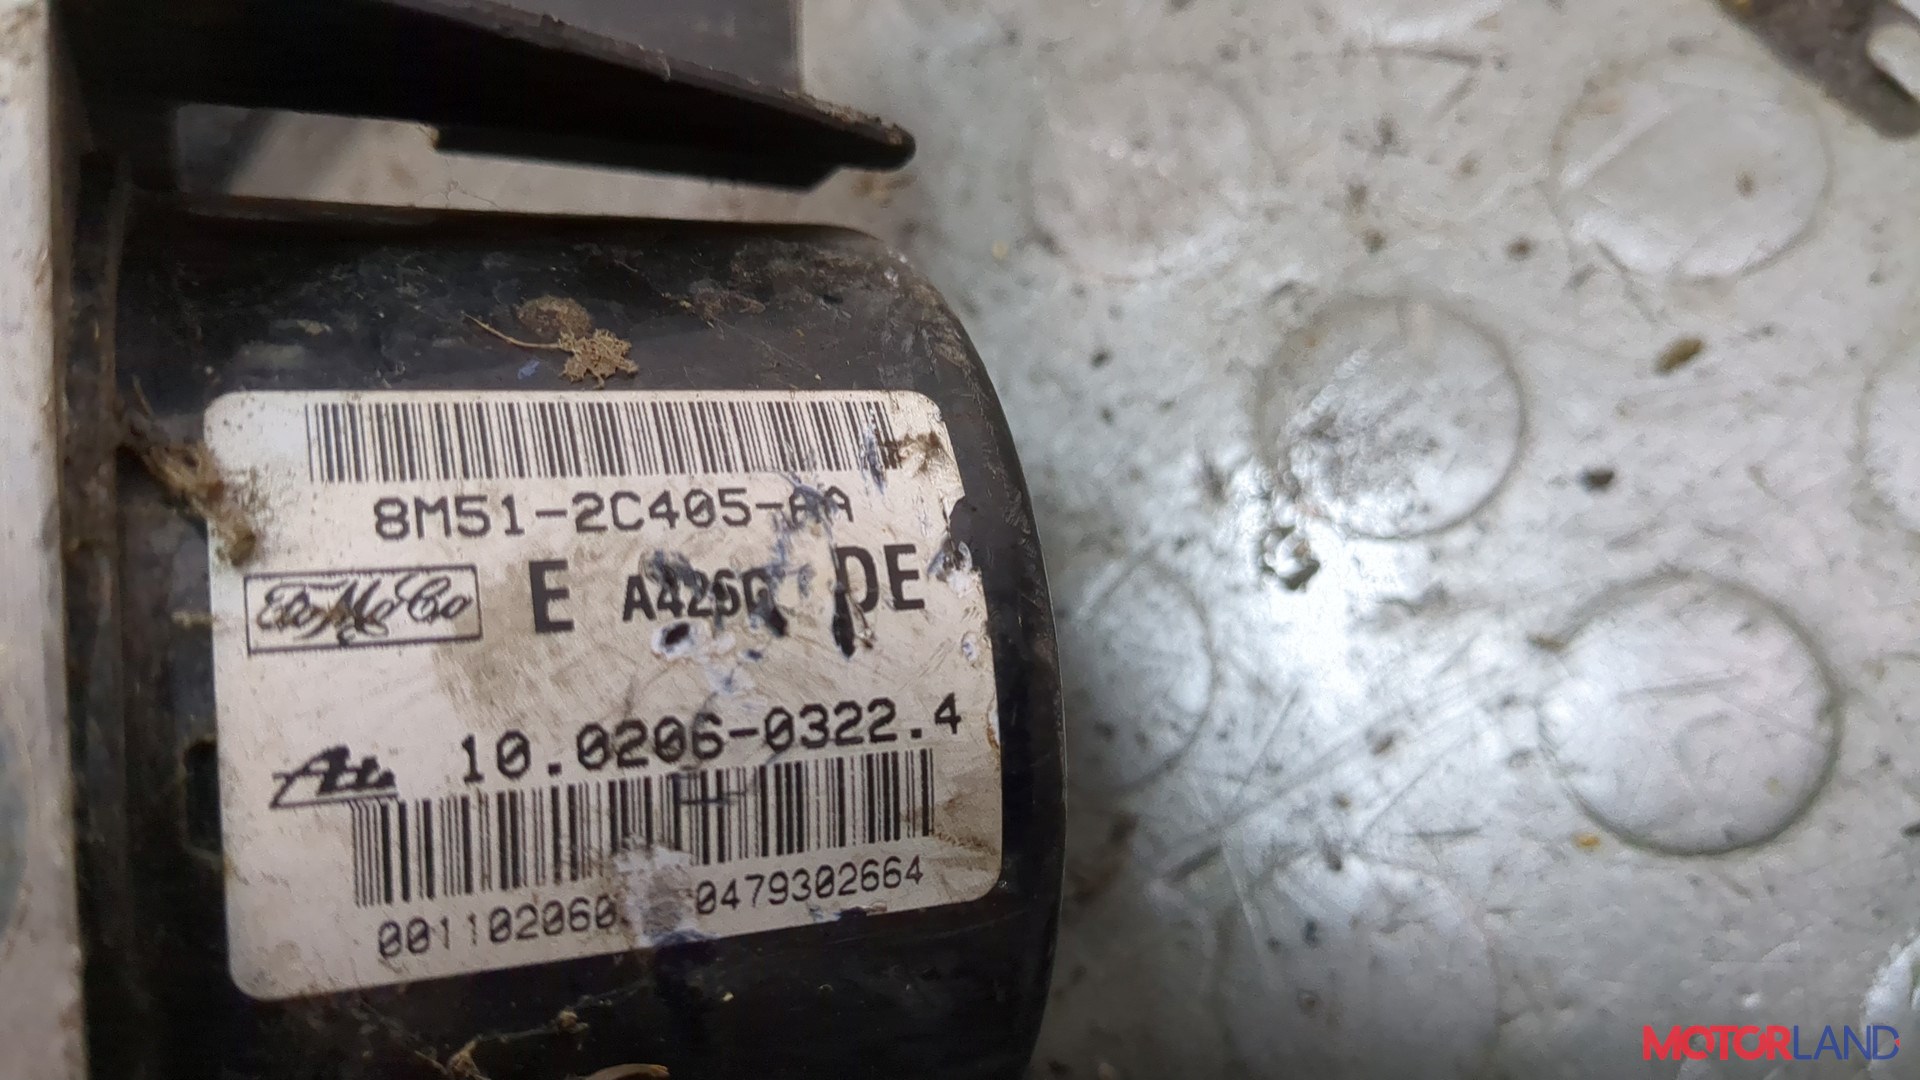 8M51-2C405-AA
FoMoCo E DE
Ate 10.0206-0322.4
0479302664
MOTORLAND